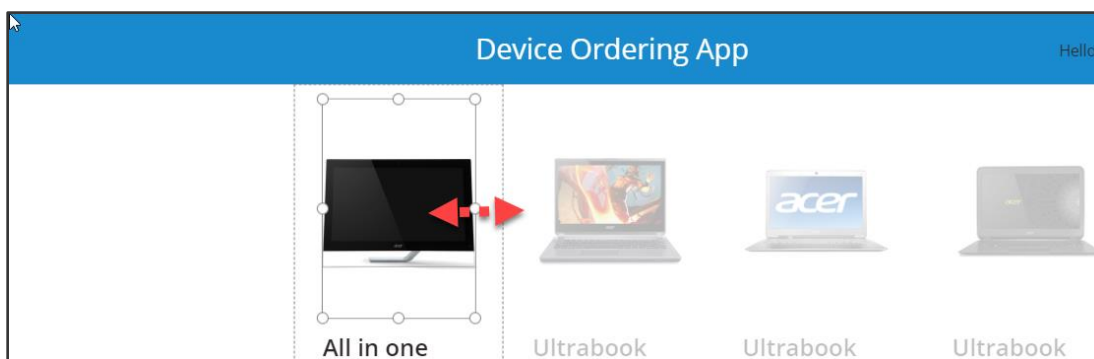 Device Ordering App
Hello
acer
All in one
Ultrabook
Ultrabook
Ultrabook